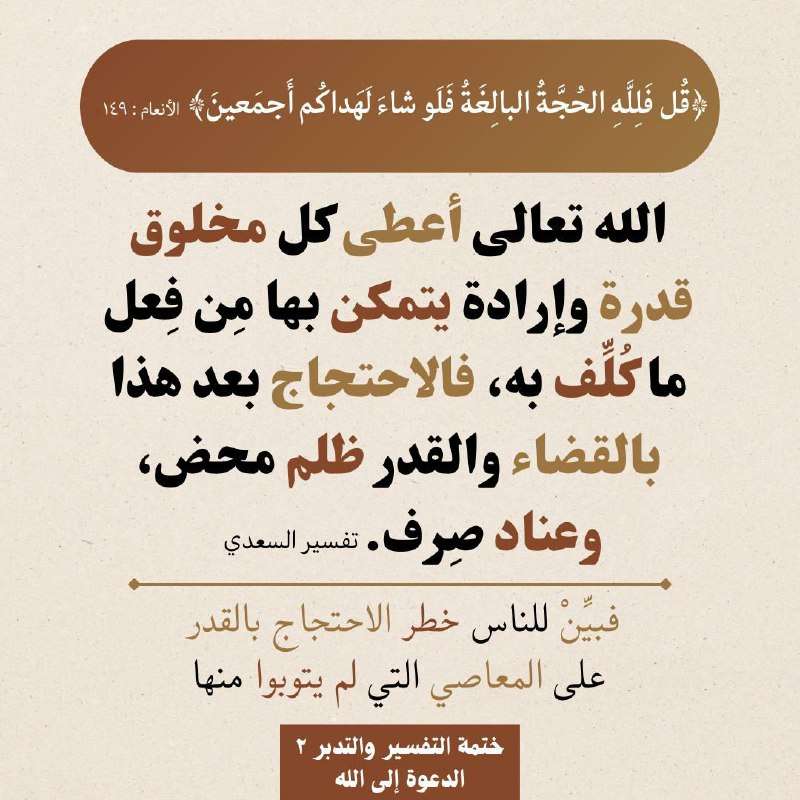 ﴿قُل فَلِلَّهِ الحُجَّةُ البالِغَةُ فَلَو شاءَ لَهَداكُم أَجمَعينَ﴾ الأنعام : ١٤٩
الله تعالى أعطى كل مخلوق
قدرة وإرادة يتمكن بها مِن فِعل
ما كُلِّف به، فالاحتجاج بعد هذا
بالقضاء والقدر ظلم محض،
وعناد صِرف. تفسير السعدي
فبيِّنْ للناس خطر الاحتجاج بالقدر
على المعاصي التي لم يتوبوا منها
ختمة التفسير والتدبر ٢
الدعوة إلى الله